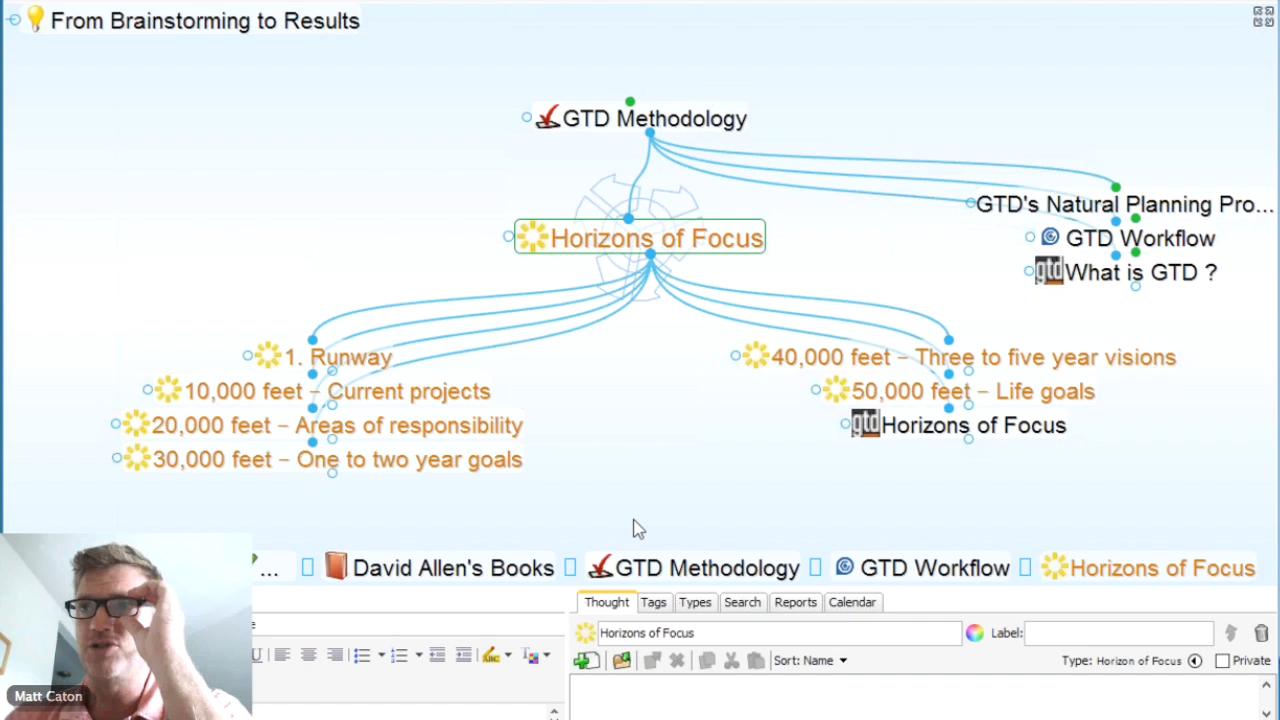 From Brainstorming to Results
GTD Methodology
GTD's Natural Planning Pro...
Horizons of Focus
GTD Workflow
gtd What is GTD ?
1. Runway
40,000 feet – Three to five year visions
10,000 feet – Current projects
50,000 feet – Life goals
20,000 feet – Areas of responsibility
gtd Horizons of Focus
30,000 feet – One to two year goals
... David Allen's Books GTD Methodology GTD Workflow Horizons of Focus
Thought Tags Types Search Reports Calendar
Horizons of Focus Label:
U ABC T
Sort: Name Type: Horizon of Focus Private
Matt Caton